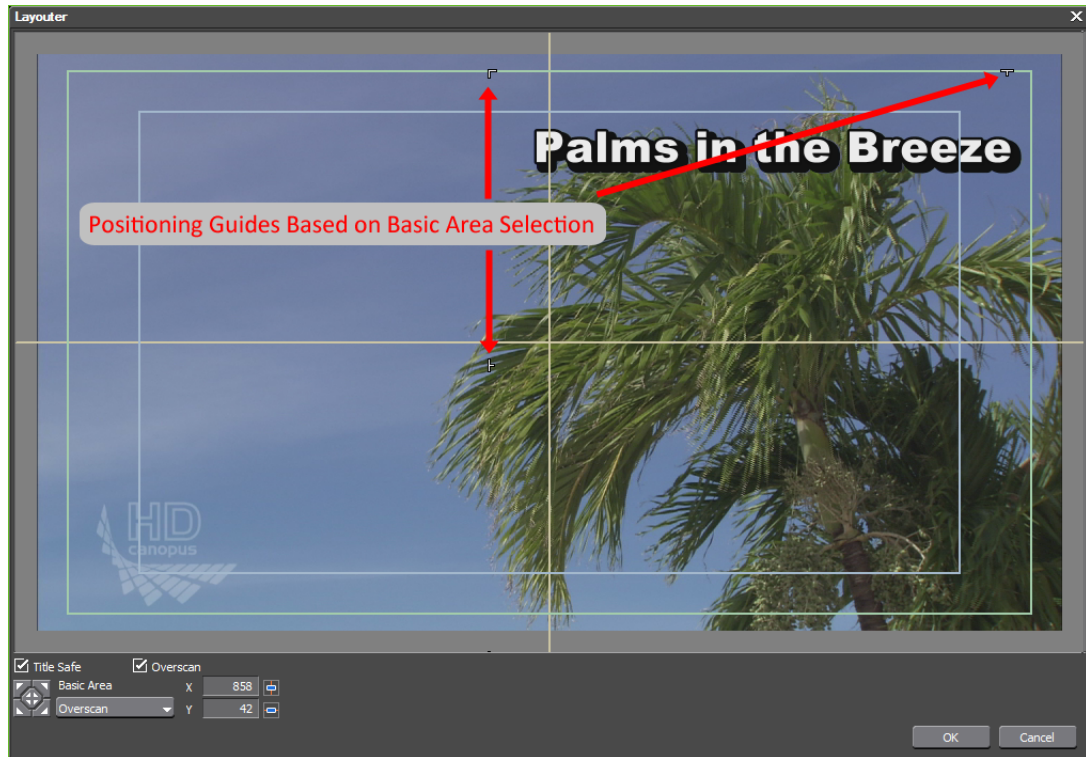 Layouter
Palms in the Breeze
Positioning Guides Based on Basic Area Selection
HD
canopus
Title Safe
Overscan
Basic Area
X 858
Overscan
Y 42
OK
Cancel